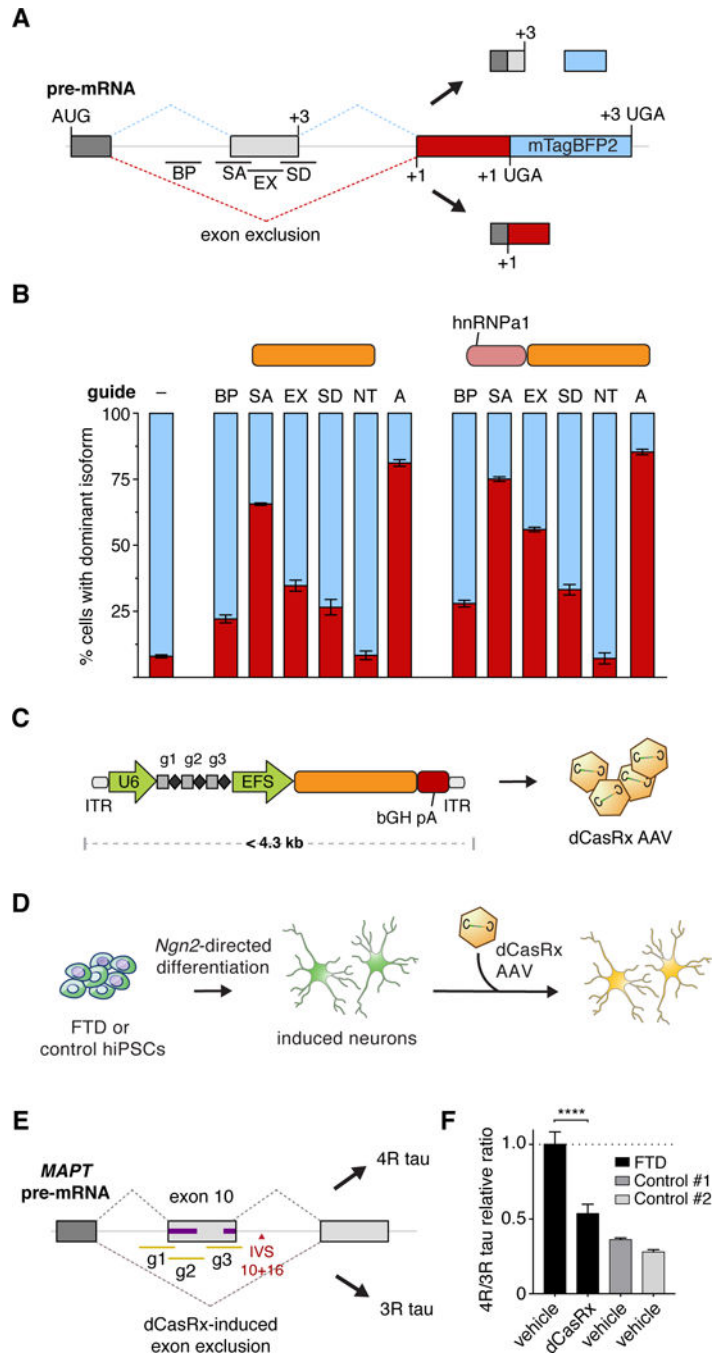 A
+3
pre-mRNA
AUG
+3
+3 UGA
mTagBFP2
BP
SA
EX
SD
+1
+1 UGA
exon exclusion
+1
B
hnRNPa1
guide – BP SA EX SD NT A BP SA EX SD NT A
% cells with dominant isoform
100
75
50
25
C
g1 g2 g3
U6
EFS
ITR
bGH pA
ITR
< 4.3 kb
dCasRx AAV
D
Ngn2-directed
differentiation
dCasRx
AAV
FTD or
control hiPSCs
induced neurons
E
MAPT
pre-mRNA
exon 10
4R tau
g1
g2
g3
IVS
10+16
3R tau
dCasRx-induced
exon exclusion
F
****
4R/3R tau relative ratio
1.0
0.5
0
FTD
Control #1
Control #2
vehicle
dCasRx
vehicle
vehicle